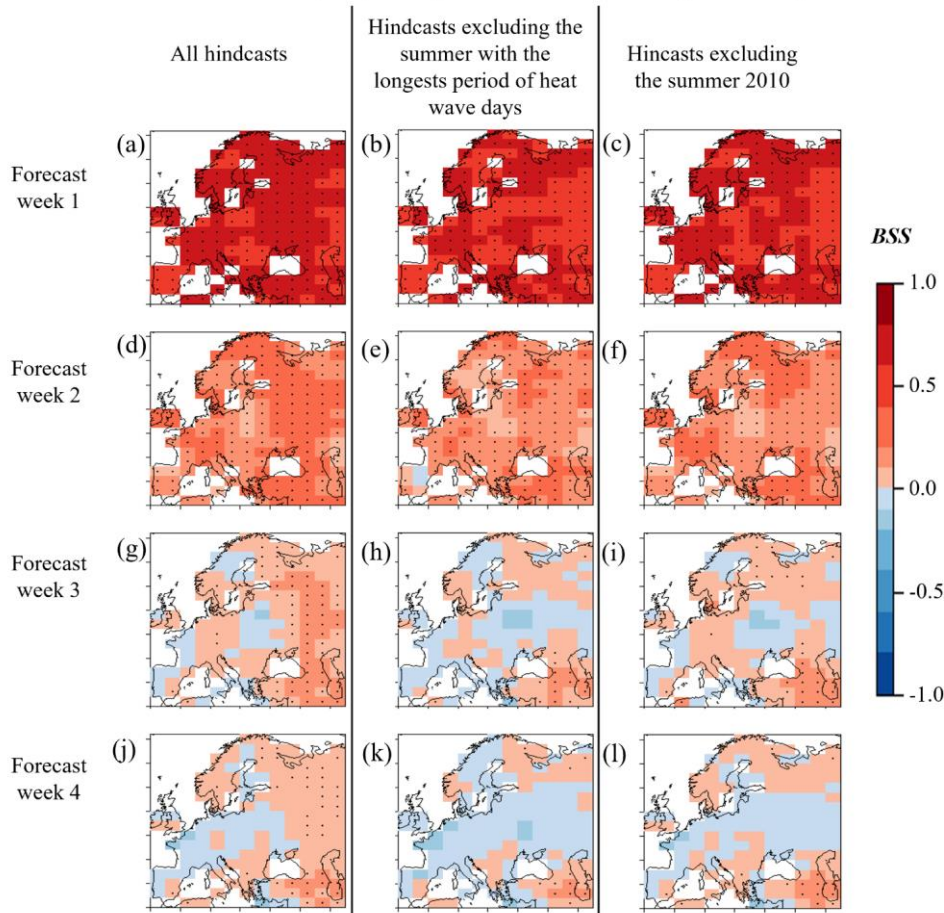 All hindcasts
Hindcasts excluding the
summer with the
longests period of heat
wave days
Hincasts excluding
the summer 2010
Forecast
week 1
(a)
(b)
(c)
BSS
1.0
0.5
0.0
-0.5
-1.0
Forecast
week 2
(d)
(e)
(f)
Forecast
week 3
(g)
(h)
(i)
Forecast
week 4
(j)
(k)
(l)